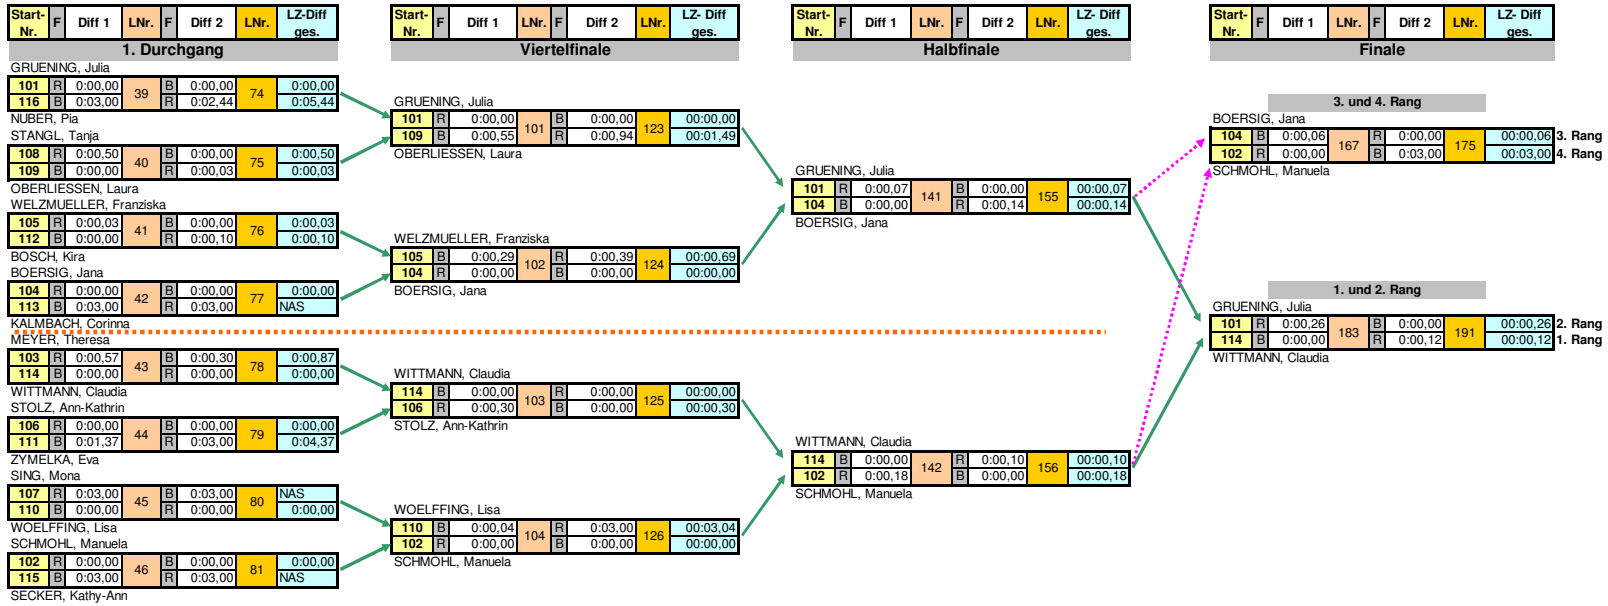 Start-Nr. F Diff 1 LNr. F Diff 2 LNr. LZ-Diff ges.
1. Durchgang
GRUENING, Julia
101 R 0:00,00 39 B 0:00,00 74 0:00,00
116 B 0:03,00 R 0:02,44 0:05,44
NUBER, Pia
STANGL, Tanja
108 R 0:00,50 40 B 0:00,00 75 0:00,50
109 B 0:00,00 R 0:00,03 0:00,03
OBERLIESSEN, Laura
WELZMUELLER, Franziska
105 R 0:00,03 41 B 0:00,00 76 0:00,03
112 B 0:00,00 R 0:00,10 0:00,10
BOSCH, Kira
BOERSIG, Jana
104 R 0:00,00 42 B 0:00,00 77 0:00,00
113 B 0:03,00 R 0:03,00 NAS
KALMBACH, Corinna
MEYER, Theresa
103 R 0:00,57 43 B 0:00,30 78 0:00,87
114 B 0:00,00 R 0:00,00 0:00,00
WITTMANN, Claudia
STOLZ, Ann-Kathrin
106 R 0:00,00 44 B 0:00,00 79 0:00,00
111 B 0:01,37 R 0:03,00 0:04,37
ZYMELKA, Eva
SING, Mona
107 R 0:03,00 45 B 0:03,00 80 NAS
110 B 0:00,00 R 0:00,00 0:00,00
WOELFFING, Lisa
SCHMOHL, Manuela
102 R 0:00,00 46 B 0:00,00 81 0:00,00
115 B 0:03,00 R 0:03,00 NAS
SECKER, Kathy-Ann
Start-Nr. F Diff 1 LNr. F Diff 2 LNr. LZ- Diff ges.
Viertelfinale
GRUENING, Julia
101 R 0:00,00 101 B 0:00,00 123 00:00,00
109 B 0:00,55 R 0:00,94 00:01,49
OBERLIESSEN, Laura
WELZMUELLER, Franziska
105 B 0:00,29 102 R 0:00,39 124 00:00,69
104 R 0:00,00 B 0:00,00 00:00,00
BOERSIG, Jana
WITTMANN, Claudia
114 B 0:00,00 103 R 0:00,00 125 00:00,00
106 R 0:00,30 B 0:00,00 00:00,30
STOLZ, Ann-Kathrin
WOELFFING, Lisa
110 B 0:00,04 104 R 0:03,00 126 00:03,04
102 R 0:00,00 B 0:00,00 00:00,00
SCHMOHL, Manuela
Start-Nr. F Diff 1 LNr. F Diff 2 LNr. LZ- Diff ges.
Halbfinale
GRUENING, Julia
101 R 0:00,07 141 B 0:00,00 155 00:00,07
104 B 0:00,00 R 0:00,14 00:00,14
BOERSIG, Jana
WITTMANN, Claudia
114 B 0:00,00 142 R 0:00,10 156 00:00,10
102 R 0:00,18 B 0:00,00 00:00,18
SCHMOHL, Manuela
Start-Nr. F Diff 1 LNr. F Diff 2 LNr. LZ- Diff ges.
Finale
3. und 4. Rang
BOERSIG, Jana
104 B 0:00,06 167 R 0:00,00 175 00:00,06 3. Rang
102 R 0:00,00 B 0:03,00 00:03,00 4. Rang
SCHMOHL, Manuela
1. und 2. Rang
GRUENING, Julia
101 R 0:00,26 183 B 0:00,00 191 00:00,26 2. Rang
114 B 0:00,00 R 0:00,12 00:00,12 1. Rang
WITTMANN, Claudia